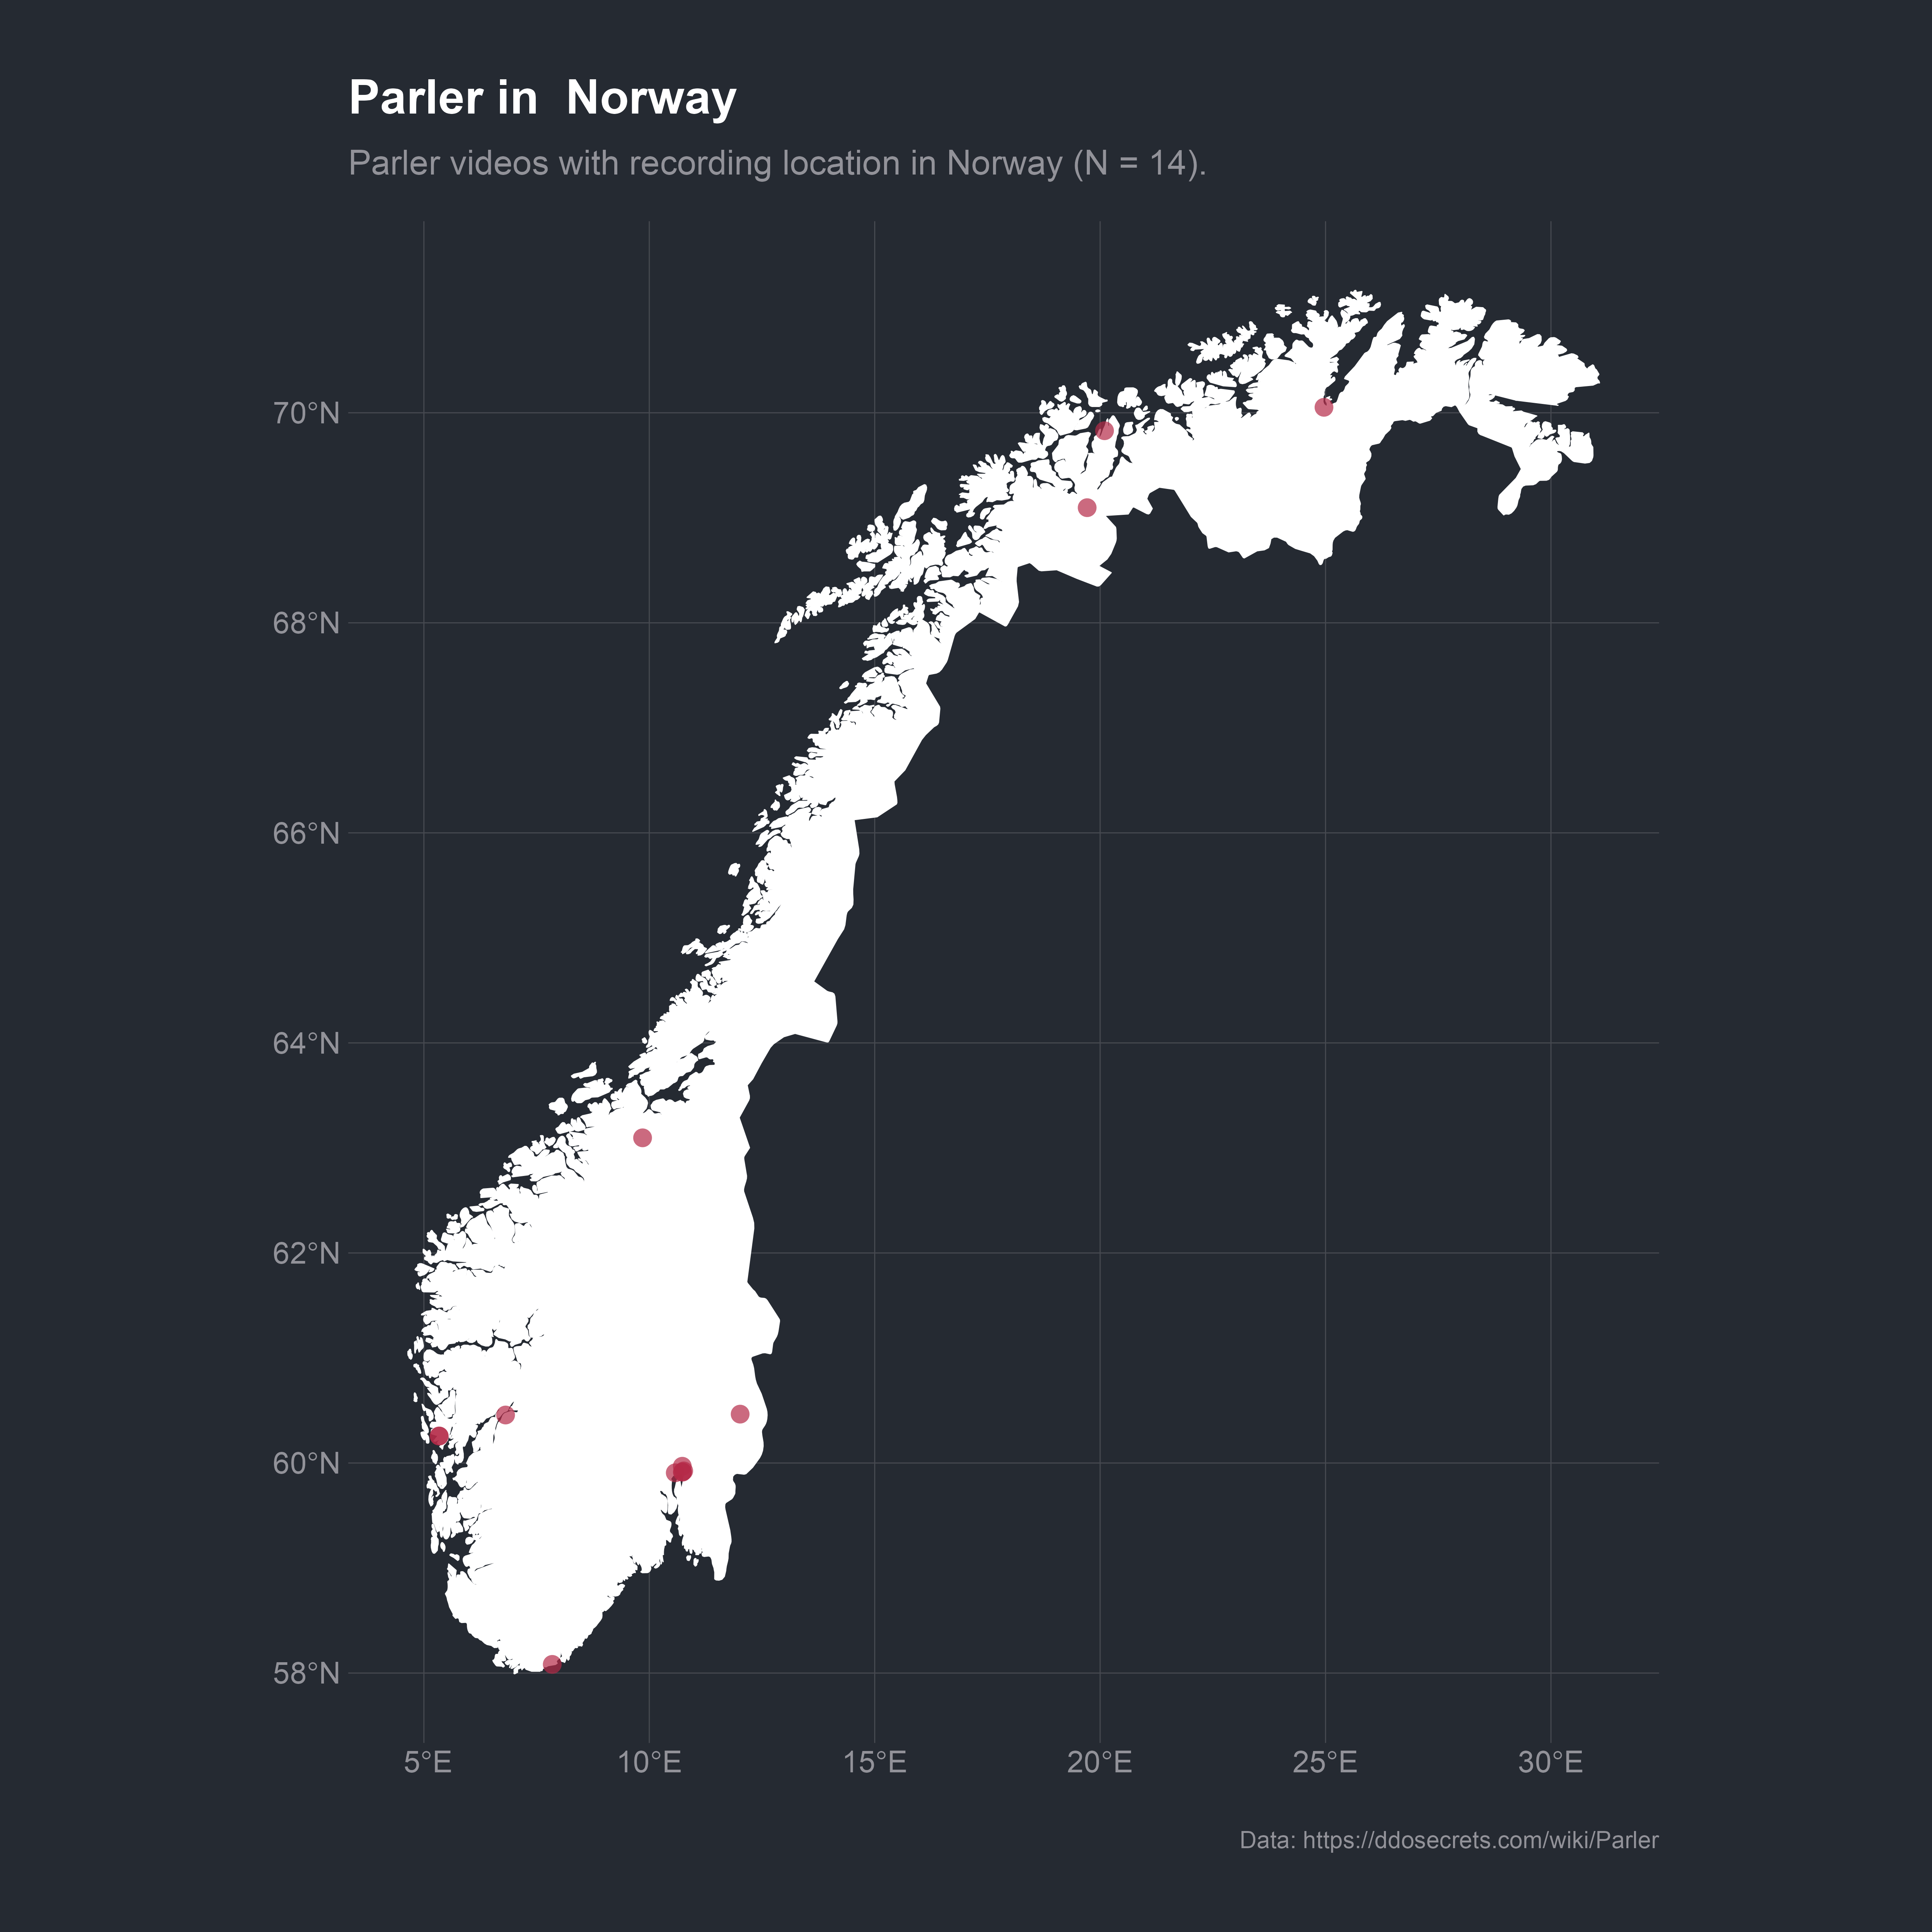 Parler in  Norway
Parler videos with recording location in Norway (N = 14).
70°N
68°N
66°N
64°N
62°N
60°N
58°N
5°E 10°E 15°E 20°E 25°E 30°E
Data: https://ddosecrets.com/wiki/Parler